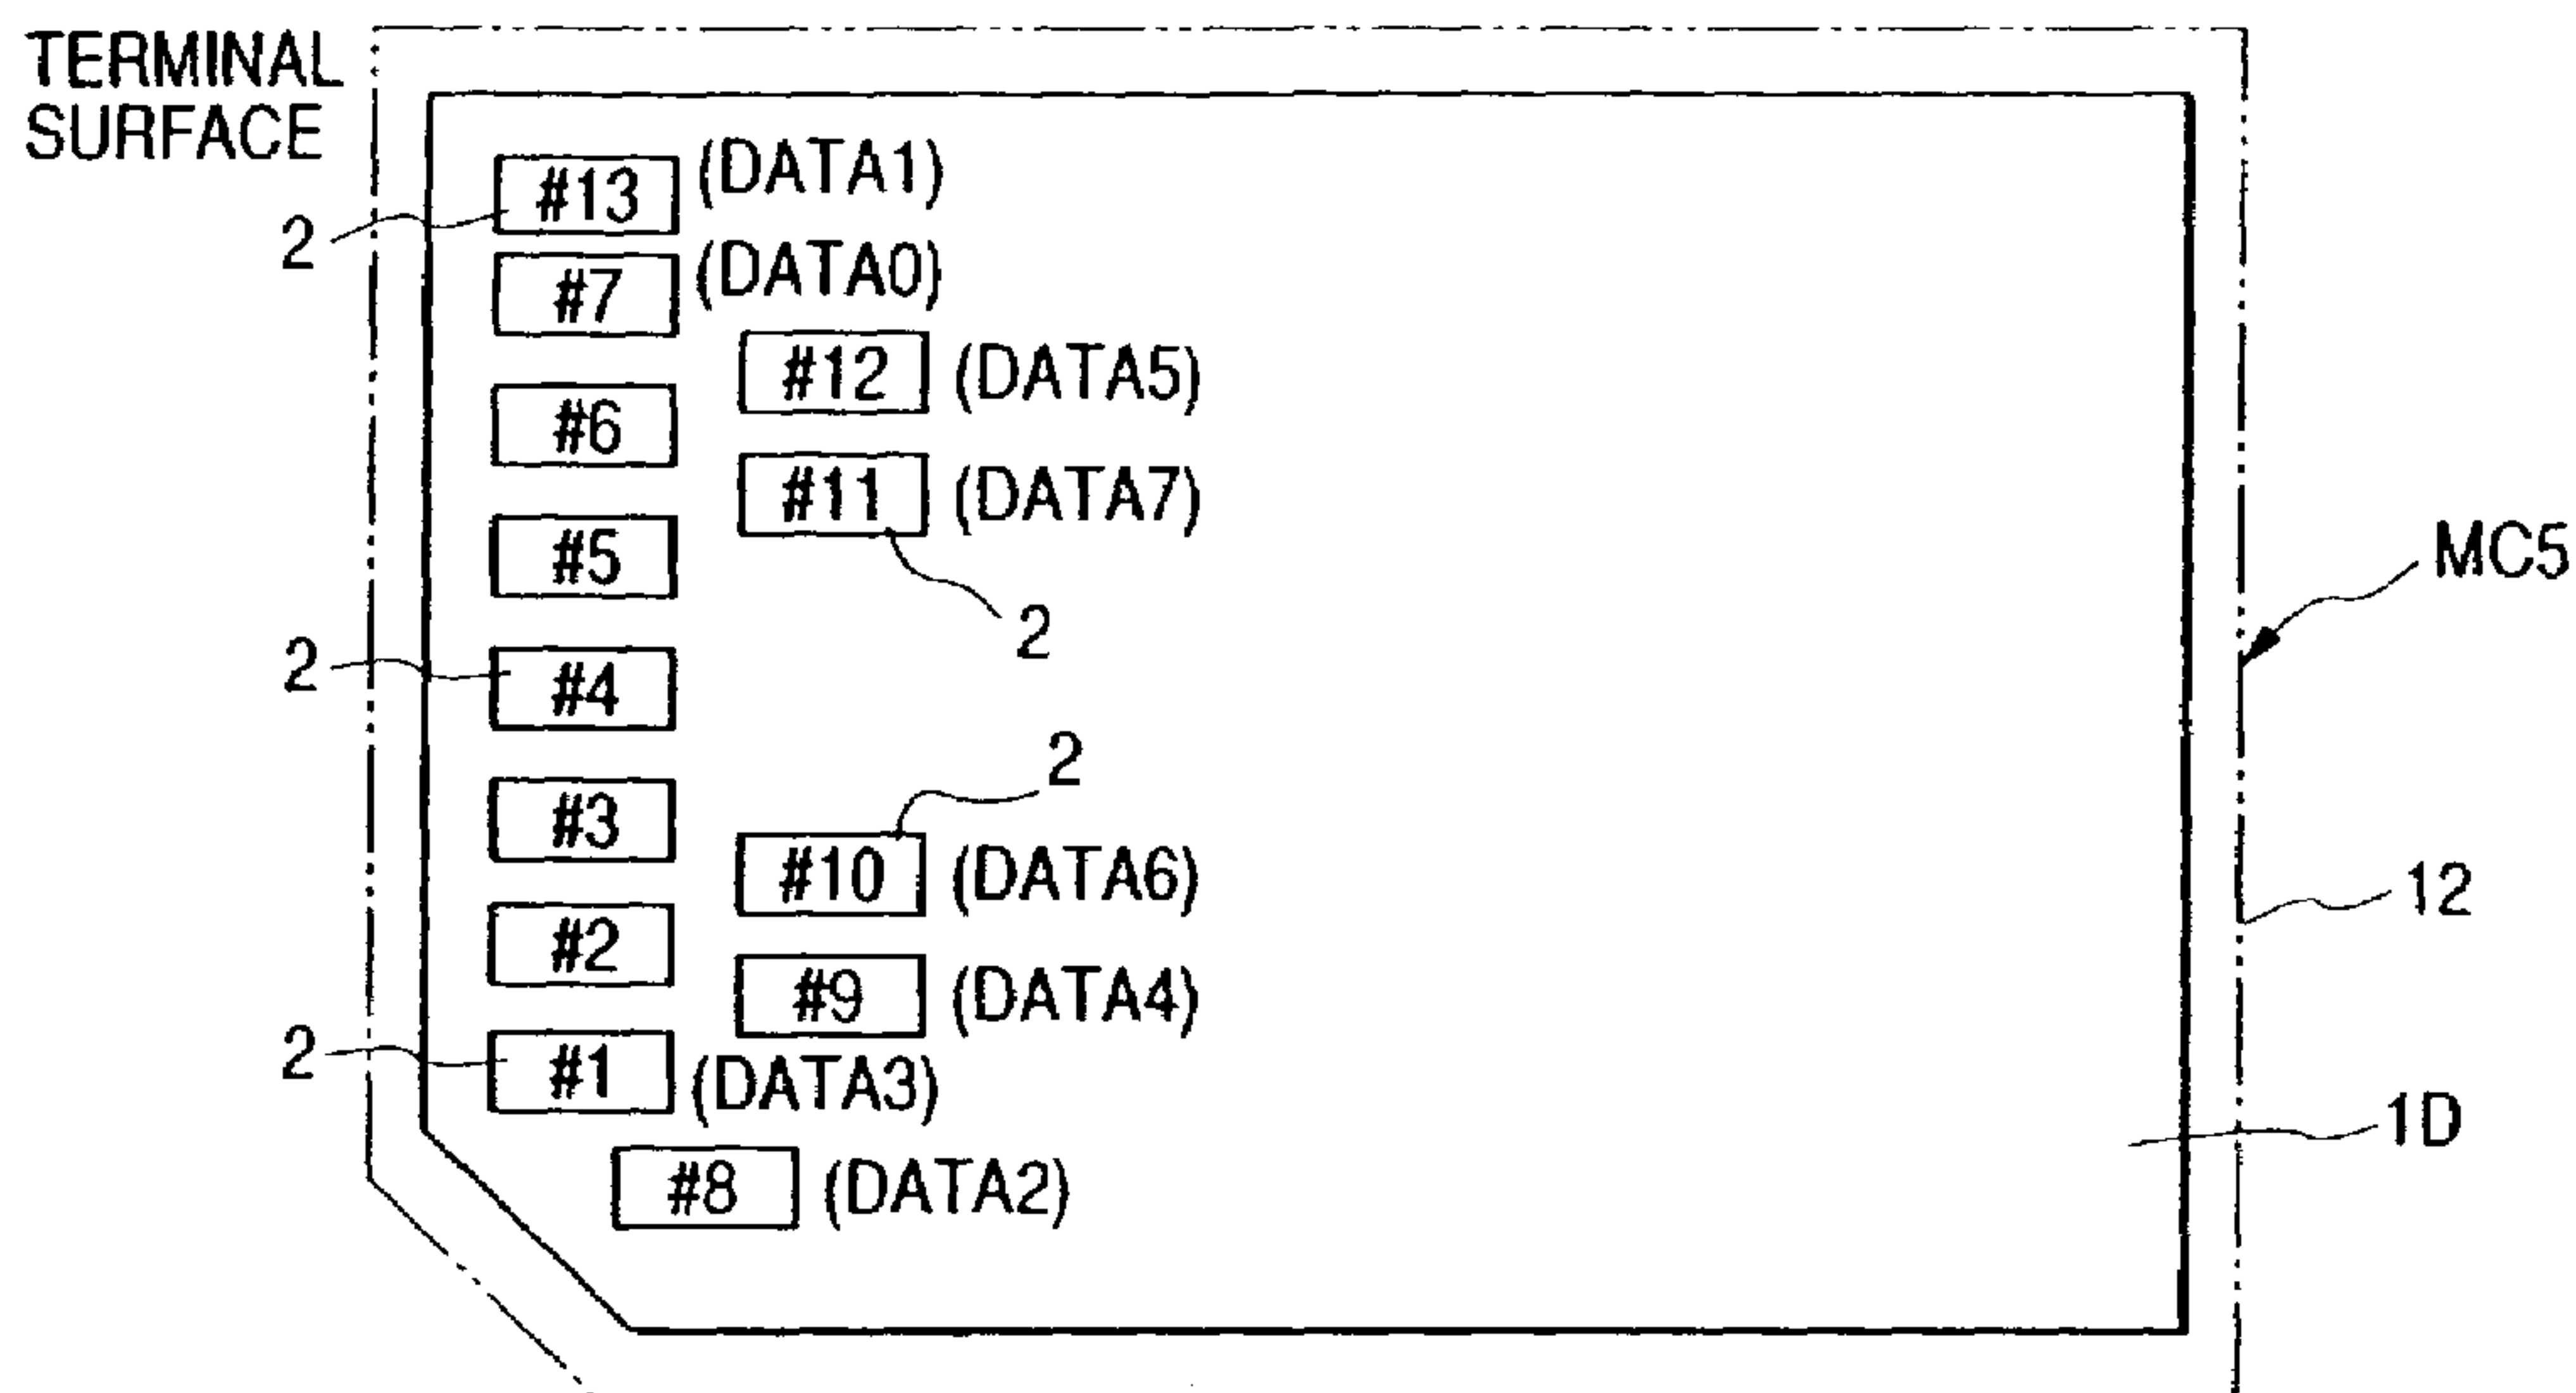 TERMINAL
SURFACE
#13 (DATA1)
2
#7 (DATA0)
#12 (DATA5)
#6
#11 (DATA7)
#5
MC5
2
2
#4
2
#3
#10 (DATA6)
12
#2
#9 (DATA4)
2
#1 (DATA3)
1D
#8 (DATA2)